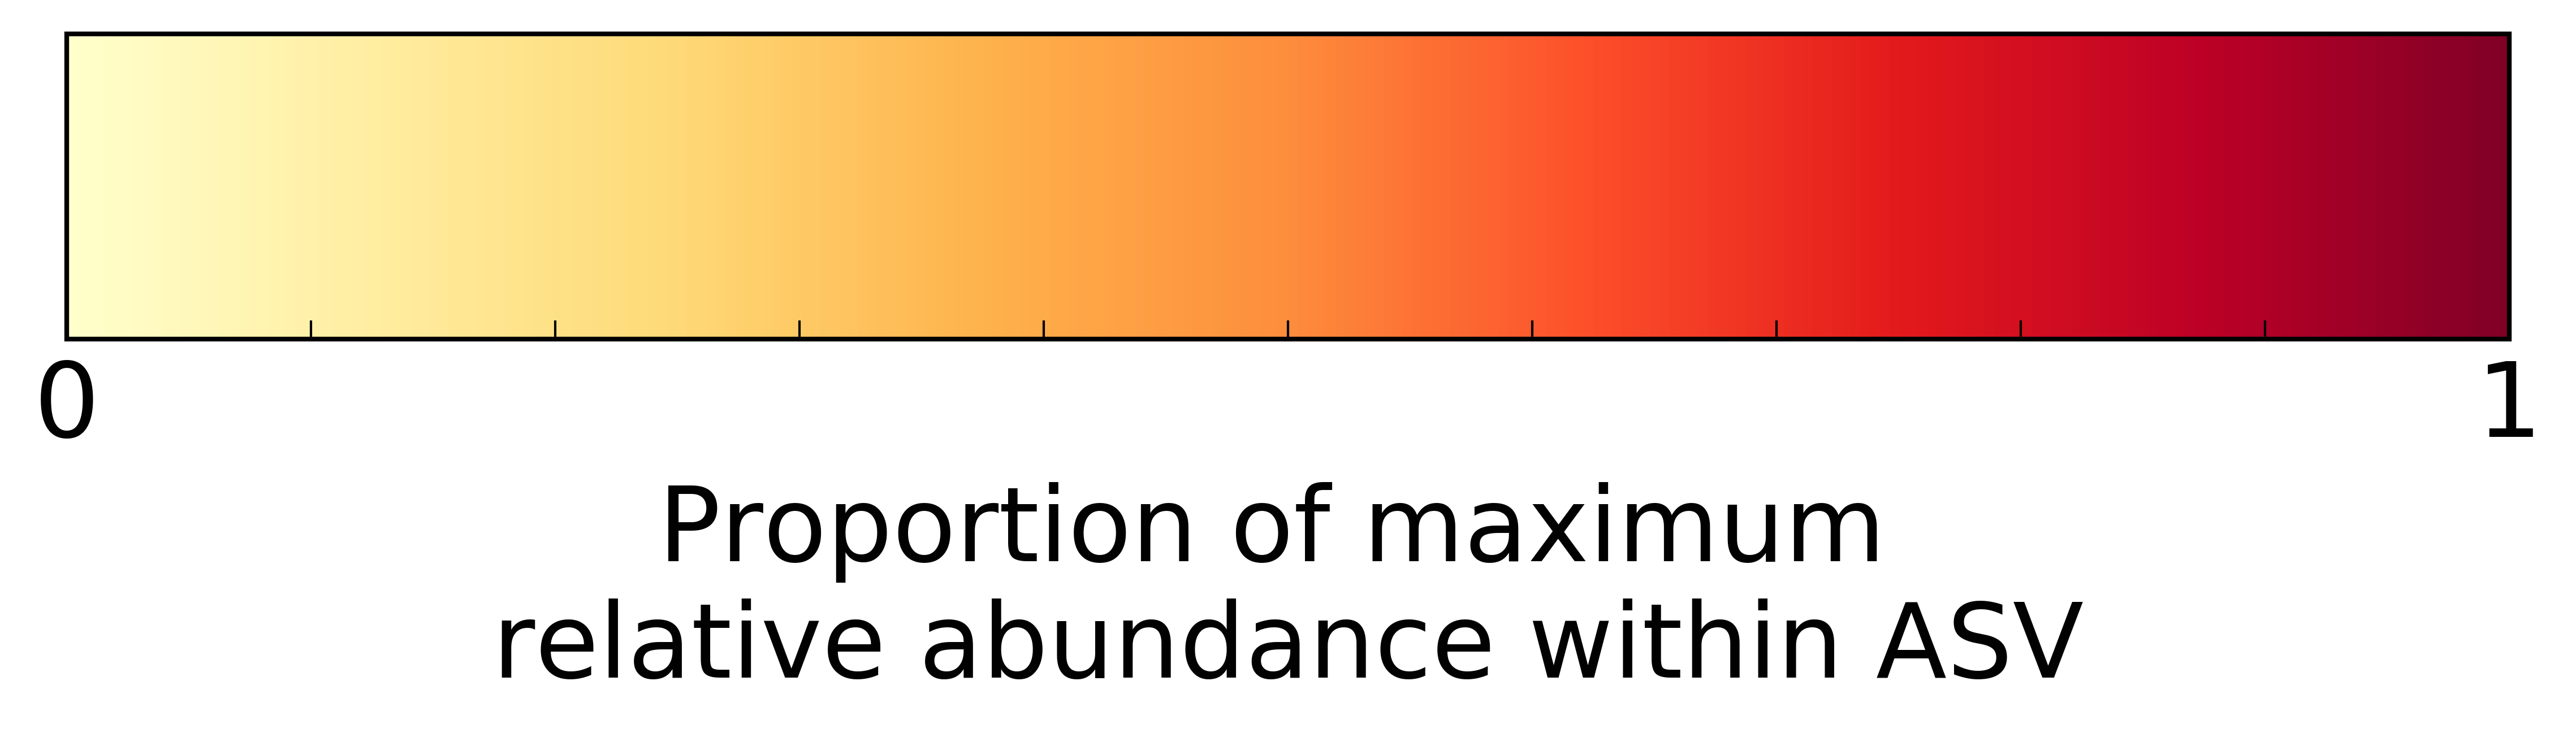 0 1
Proportion of maximum
relative abundance within ASV